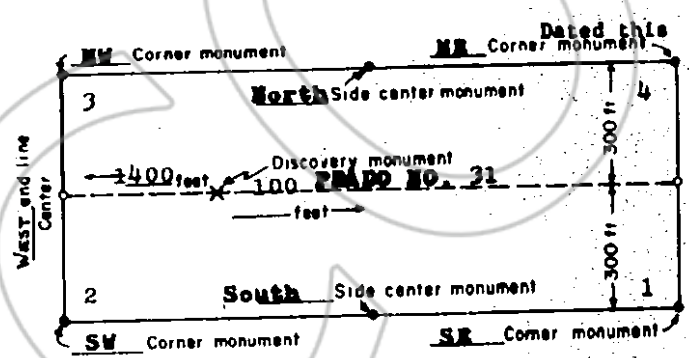 Dated this
NW Corner monument NE Corner monument
3 North Side center monument 4
300 ft
WEST end line
Center
Discovery monument
1400 feet 100 PRADO NO. 31
feet
300 ft
2 South Side center monument 1
SW Corner monument SE Corner monument